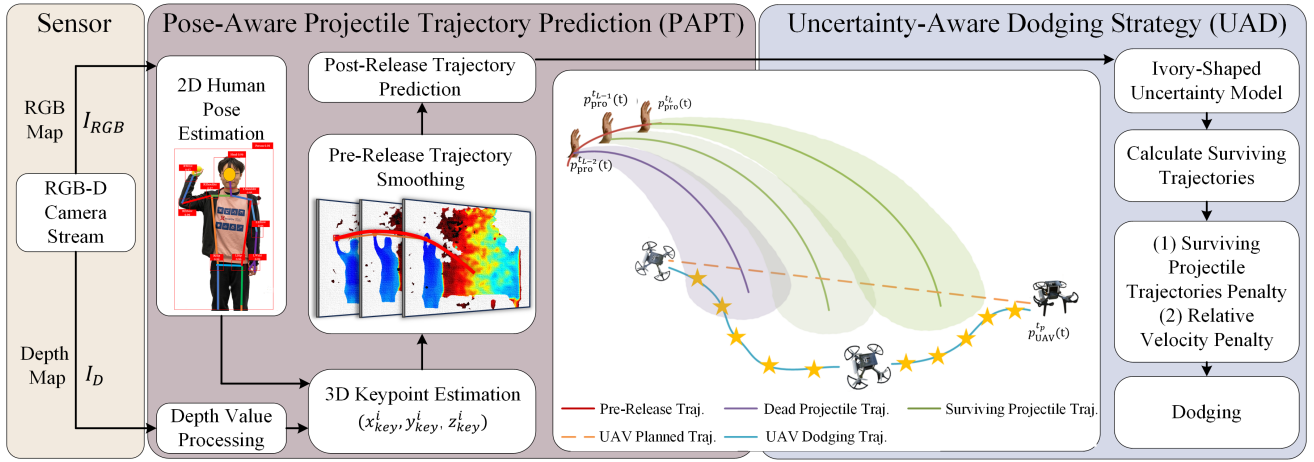 Sensor
RGB
Map
I_RGB
RGB-D
Camera
Stream
Depth
Map
I_D
Pose-Aware Projectile Trajectory Prediction (PAPT)
2D Human
Pose
Estimation
Depth Value
Processing
Post-Release Trajectory
Prediction
Pre-Release Trajectory
Smoothing
3D Keypoint Estimation
(x^i_key, y^i_key, z^i_key)
Uncertainty-Aware Dodging Strategy (UAD)
p^{t_{L-1}}_pro(t)
p^{t_L}_pro(t)
p^{t_{L-2}}_pro(t)
p^{t_p}_UAV(t)
Pre-Release Traj.
Dead Projectile Traj.
Surviving Projectile Traj.
UAV Planned Traj.
UAV Dodging Traj.
Ivory-Shaped
Uncertainty Model
Calculate Surviving
Trajectories
(1) Surviving
Projectile
Trajectories Penalty
(2) Relative
Velocity Penalty
Dodging